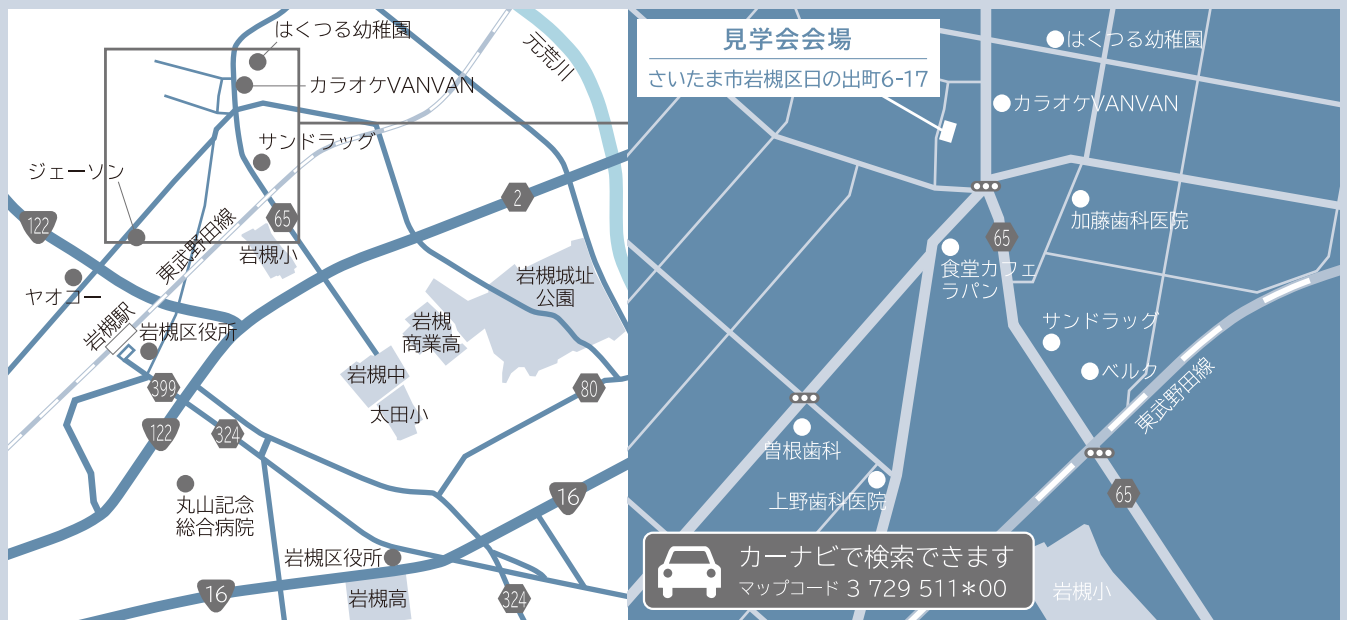 はくつる幼稚園
元荒川
カラオケVANVAN
サンドラッグ
ジェーソン
2
122
65
東武野田線
岩槻小
岩槻城址
公園
ヤオコー
岩槻駅
岩槻区役所
岩槻
商業高
岩槻中
399
80
太田小
122
324
丸山記念
総合病院
16
岩槻区役所
16
岩槻高
324
見学会会場
さいたま市岩槻区日の出町6-17
はくつる幼稚園
カラオケVANVAN
加藤歯科医院
65
食堂カフェ
ラパン
サンドラッグ
ベルク
東武野田線
曽根歯科
上野歯科医院
65
カーナビで検索できます
マップコード 3 729 511*00
岩槻小